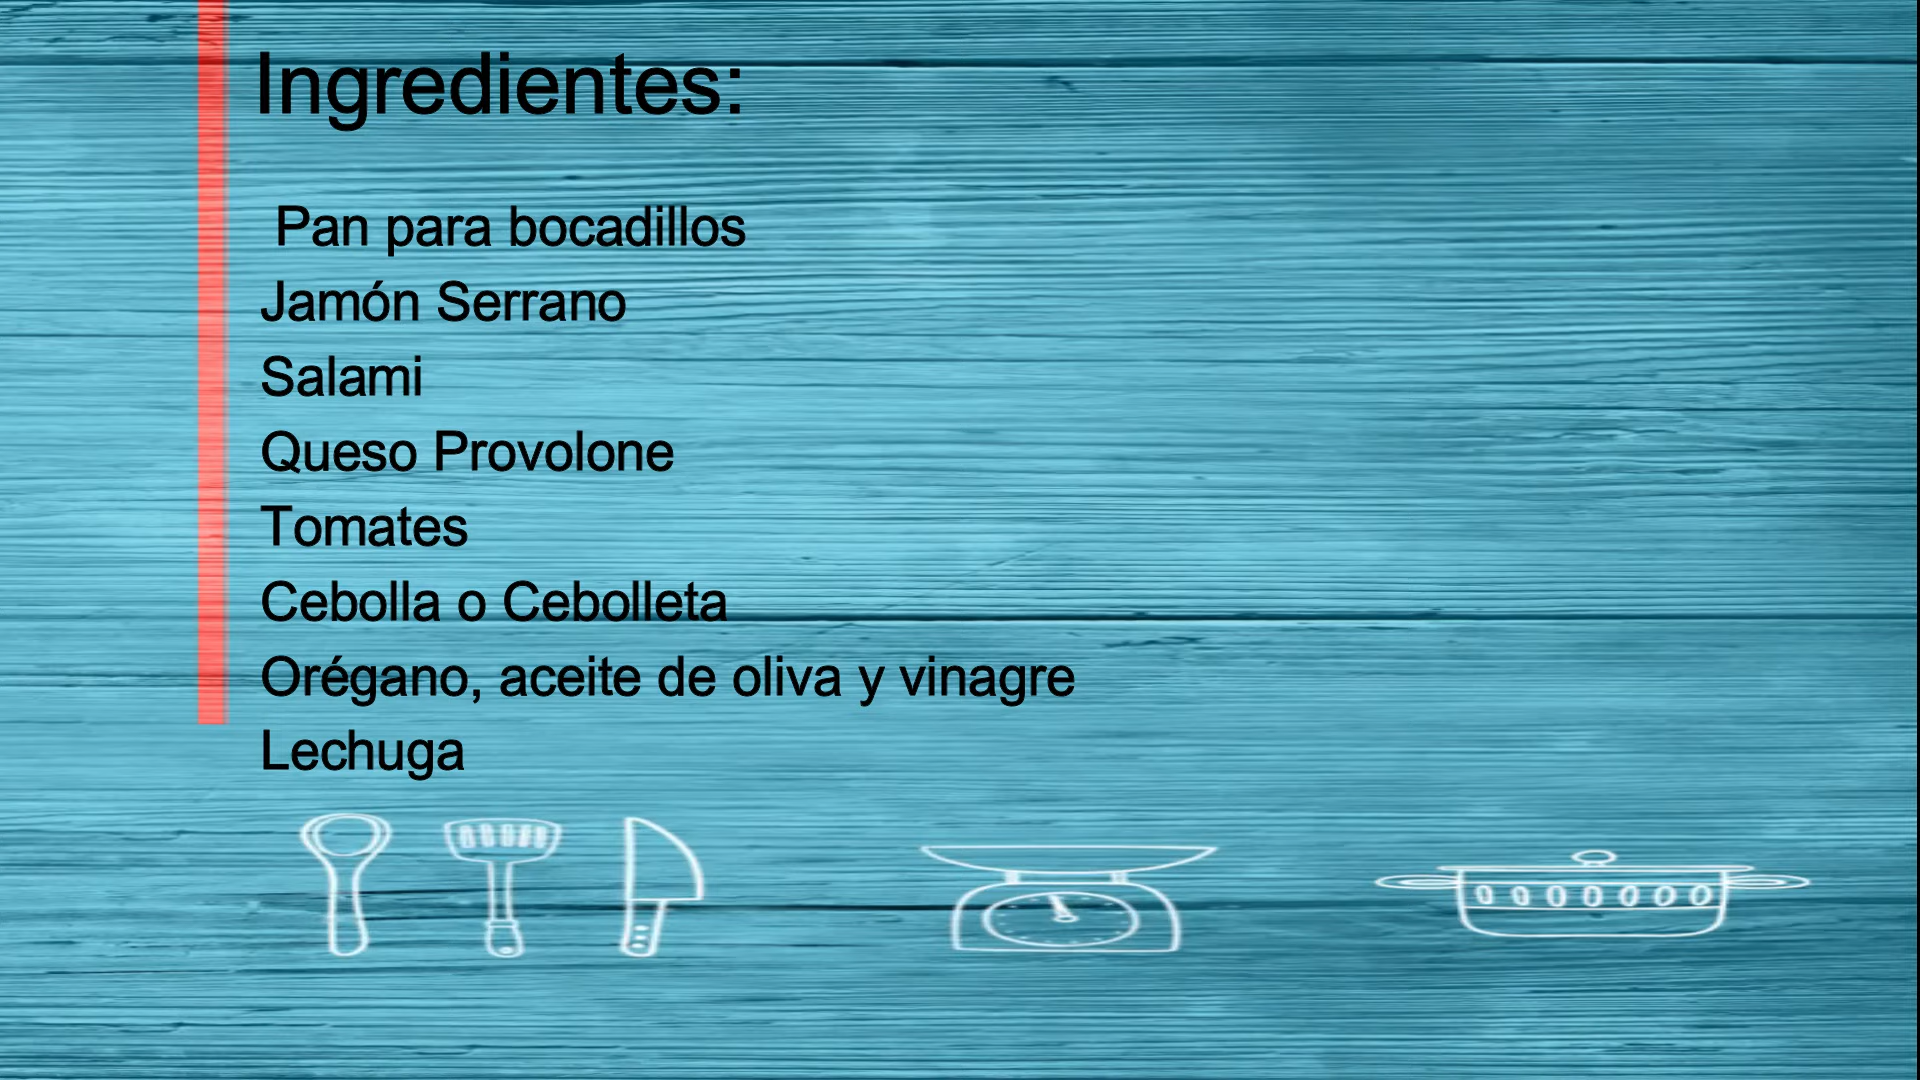 Ingredientes:
Pan para bocadillos
Jamón Serrano
Salami
Queso Provolone
Tomates
Cebolla o Cebolleta
Orégano, aceite de oliva y vinagre
Lechuga